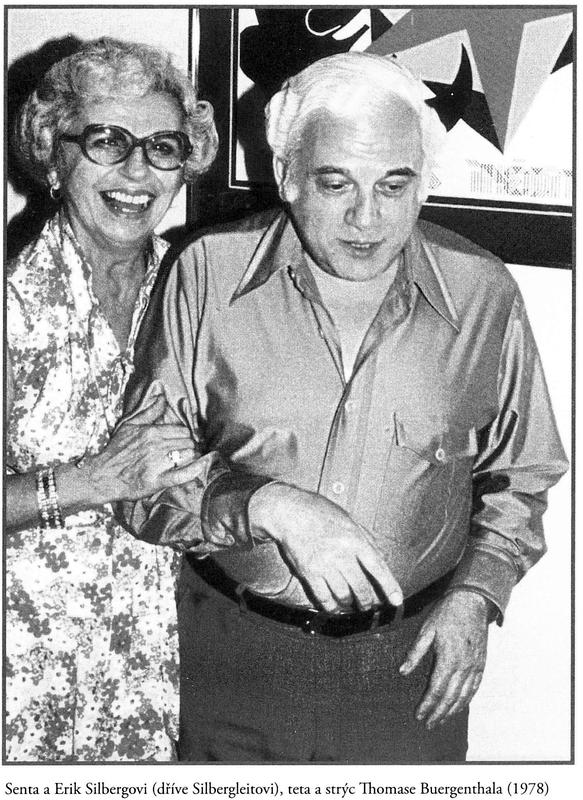 Senta a Erik Silbergovi (dříve Silbergleitovi), teta a strýc Thomase Buergenthala (1978)